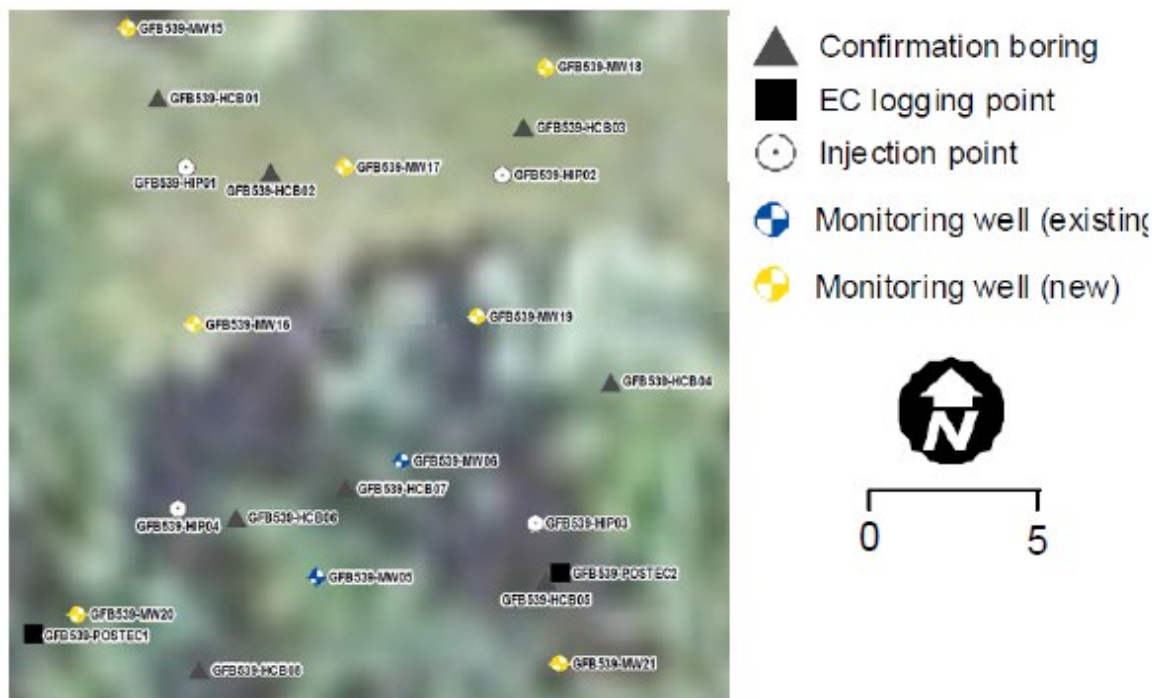 GFB539-MW15
GFB539-MW18
GFB539-HCB01
GFB539-HCB03
GFB539-HIP01
GFB539-HCB02
GFB539-MW17
GFB539-HIP02
GFB539-MW16
GFB539-MW19
GFB539-HCB04
GFB539-MW06
GFB539-HCB07
GFB539-HIP04
GFB539-HCB06
GFB539-HIP03
GFB539-MW05
GFB539-POSTEC2
GFB539-HCB05
GFB539-MW20
GFB539-POSTEC1
GFB539-HCB08
GFB539-MW21
Confirmation boring
EC logging point
Injection point
Monitoring well (existing
Monitoring well (new)
N
0 5